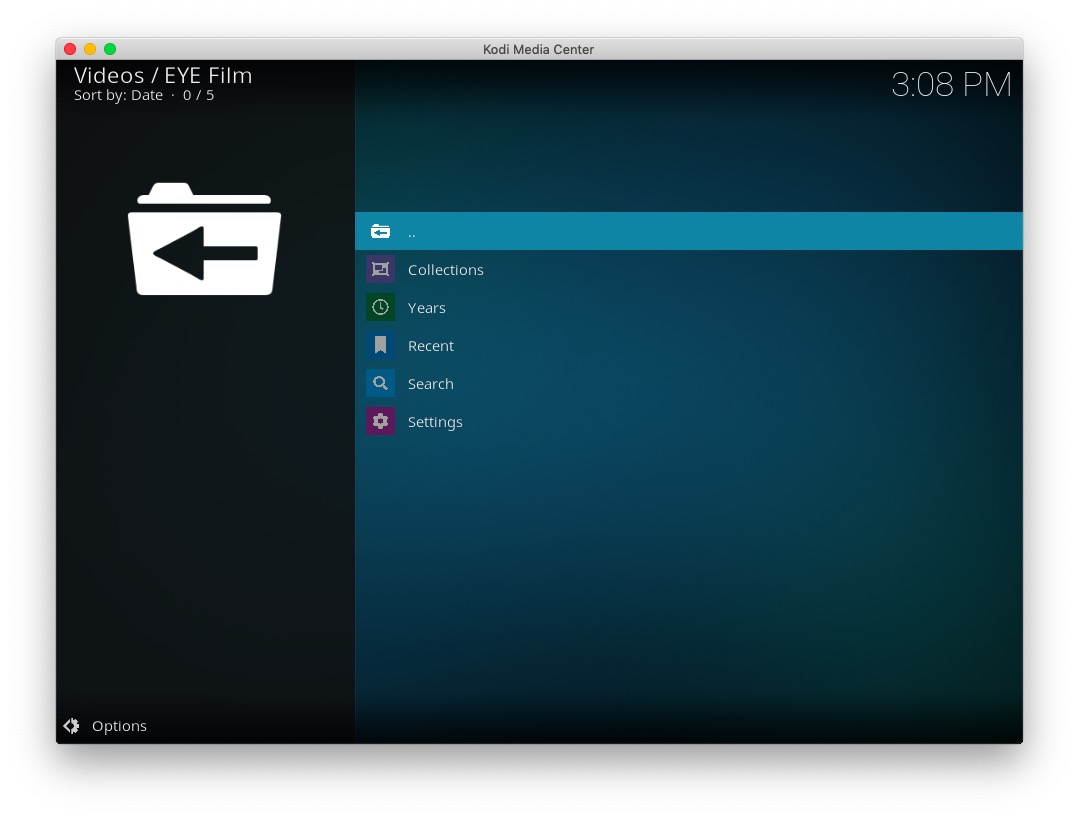 Kodi Media Center
Videos / EYE Film
Sort by: Date · 0 / 5
3:08 PM
..
Collections
Years
Recent
Search
Settings
Options